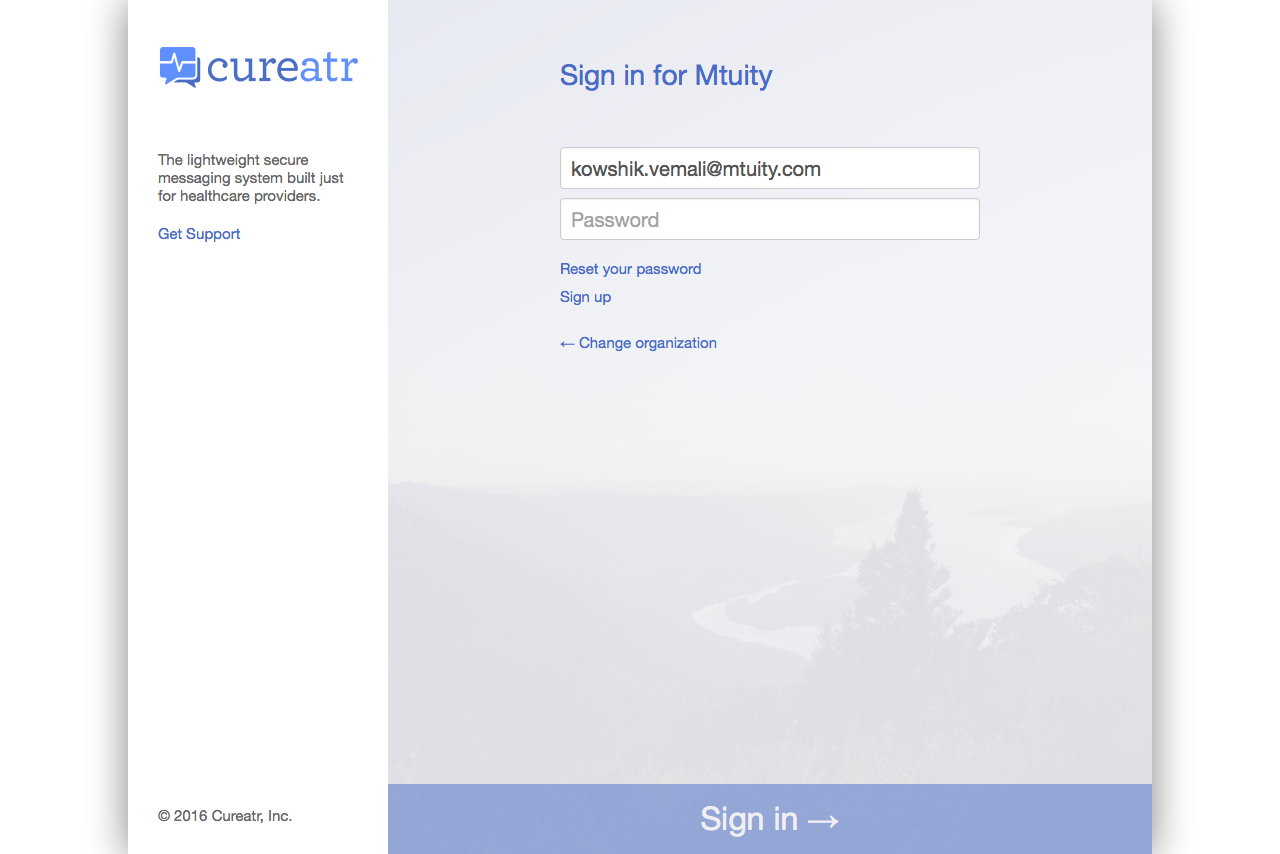 cureatr
The lightweight secure
messaging system built just
for healthcare providers.
Get Support
© 2016 Cureatr, Inc.
Sign in for Mtuity
kowshik.vemali@mtuity.com
Password
Reset your password
Sign up
← Change organization
Sign in →